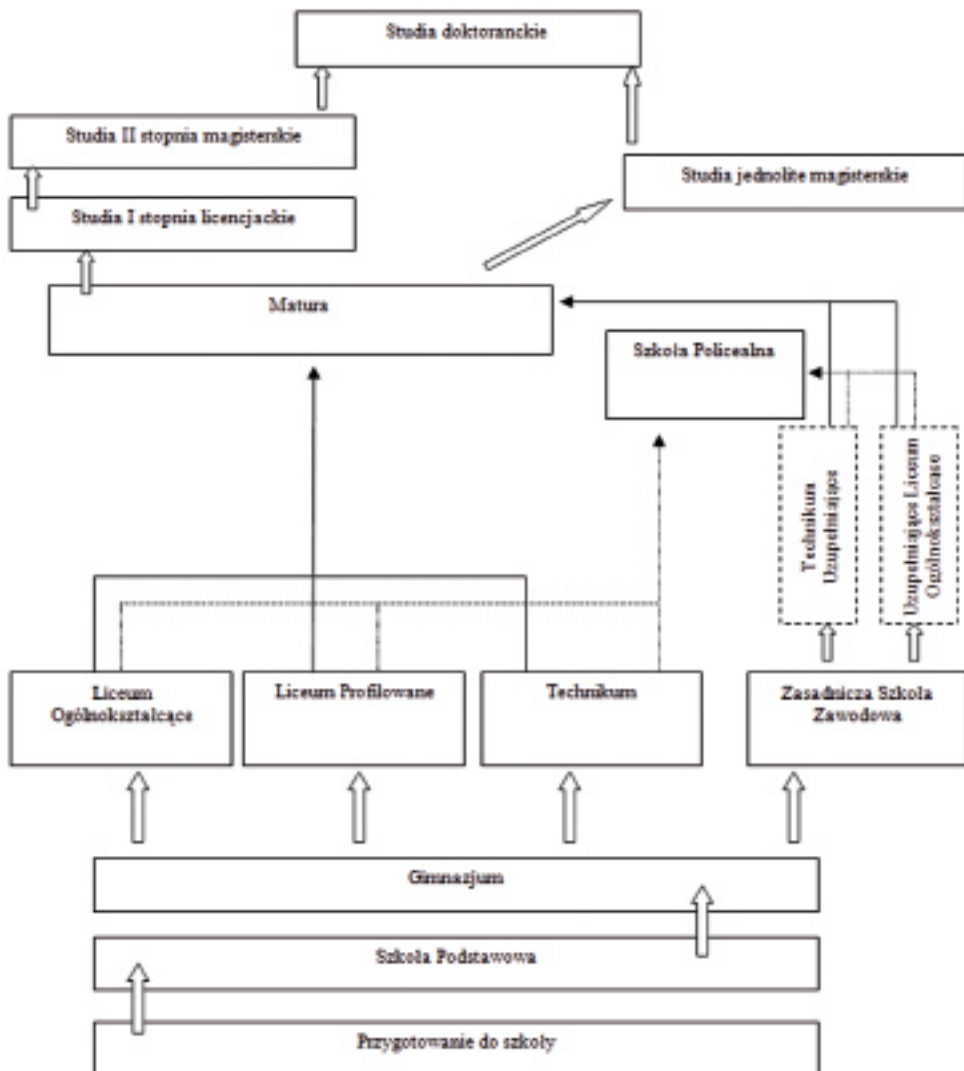 Studia doktoranckie
Studia II stopnia magisterskie
Studia jednolite magisterskie
Studia I stopnia licencjackie
Matura
Szkoła Policealna
Technikum
Uzupełniające
Uzupełniające Liceum
Ogólnokształcące
Liceum
Ogólnokształcące
Liceum Profilowane
Technikum
Zasadnicza Szkoła
Zawodowa
Gimnazjum
Szkoła Podstawowa
Przygotowanie do szkoły